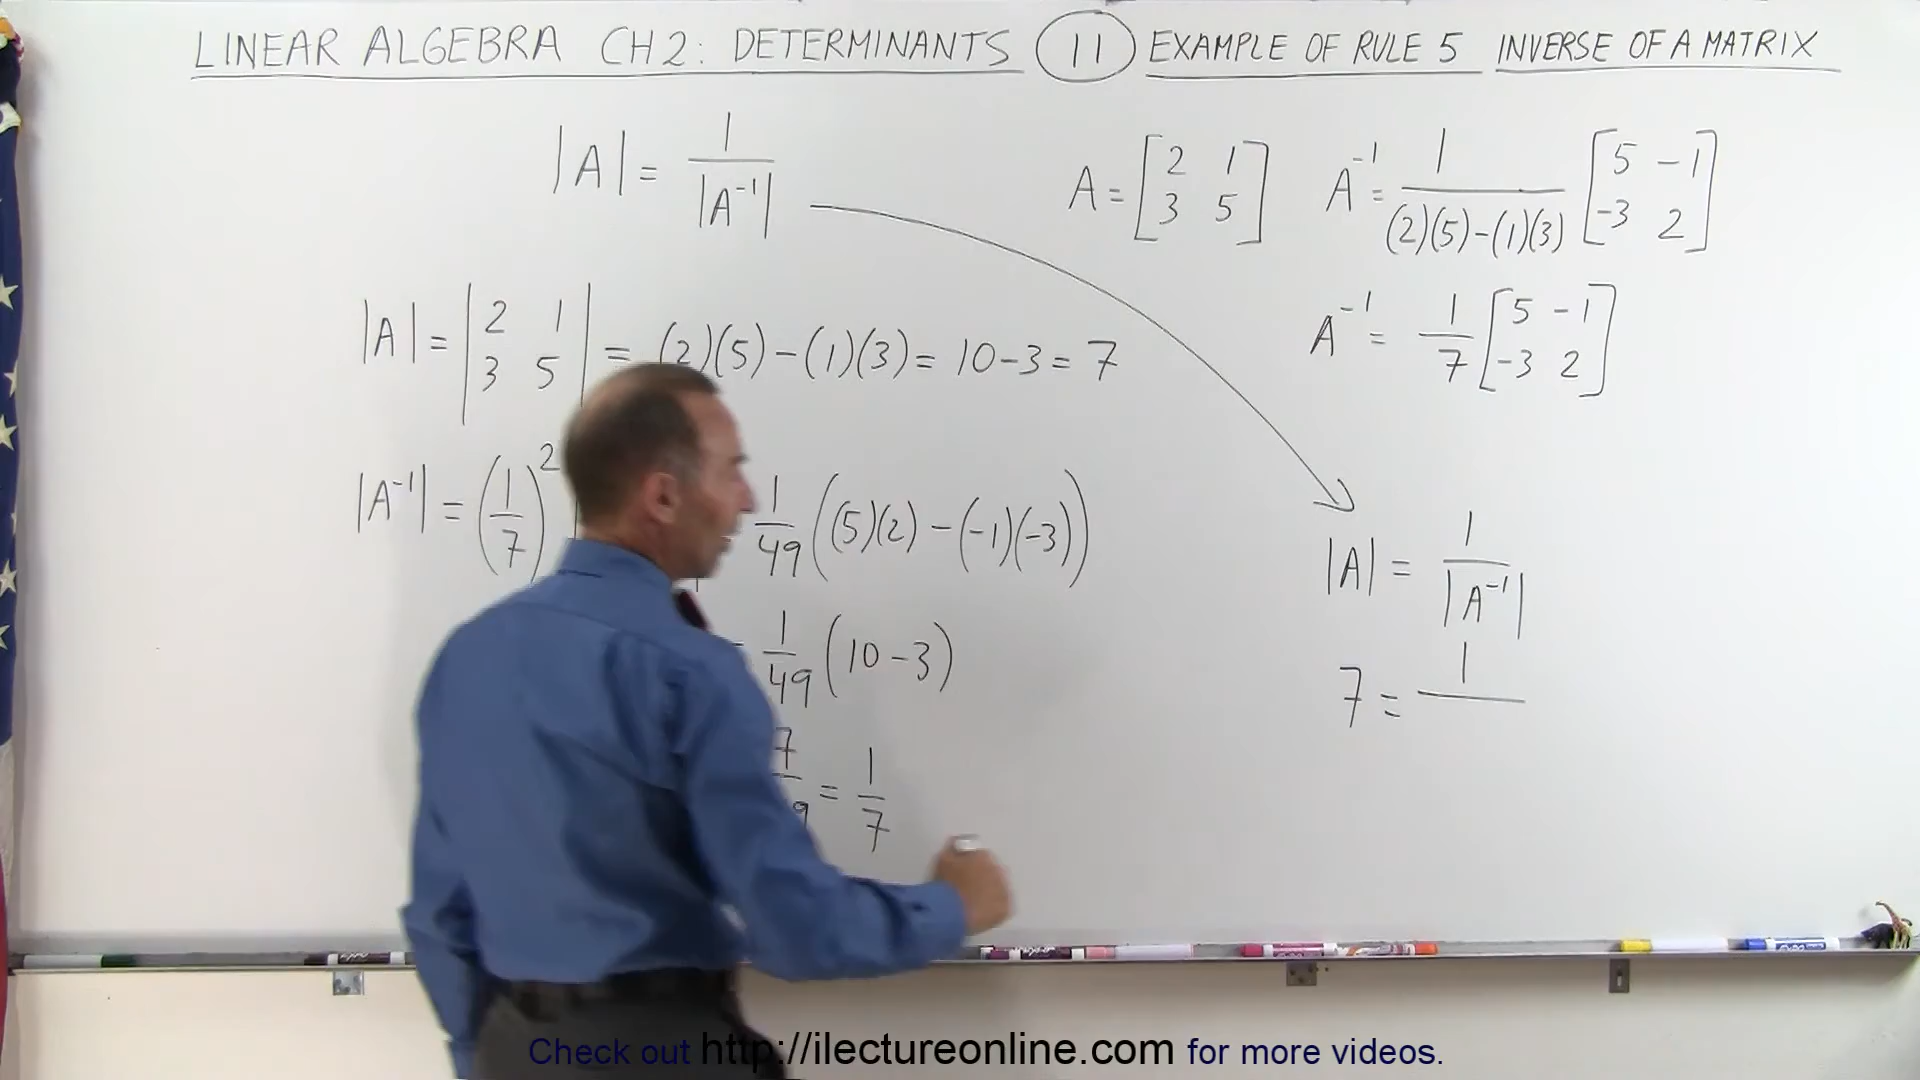 LINEAR ALGEBRA CH 2: DETERMINANTS 11 EXAMPLE OF RULE 5 INVERSE OF A MATRIX
|A| = 1 / |A⁻¹|
A = [2 1; 3 5]
A⁻¹ = 1 / (2)(5)-(1)(3) [5 -1; -3 2]
|A| = |2 1; 3 5| = (2)(5)-(1)(3) = 10-3 = 7
A⁻¹ = 1/7 [5 -1; -3 2]
|A⁻¹| = (1/7)² 1/49 ((5)(2)-(-1)(-3))
1/49 (10-3)
7 = 1/7
|A| = 1 / |A⁻¹|
7 = 1
Check out http://ilectureonline.com for more videos.